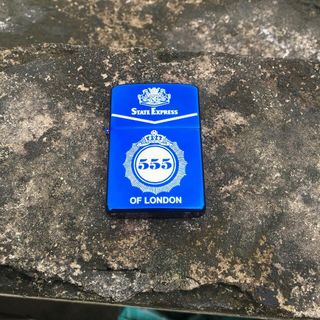 STATE EXPRESS
555
OF LONDON